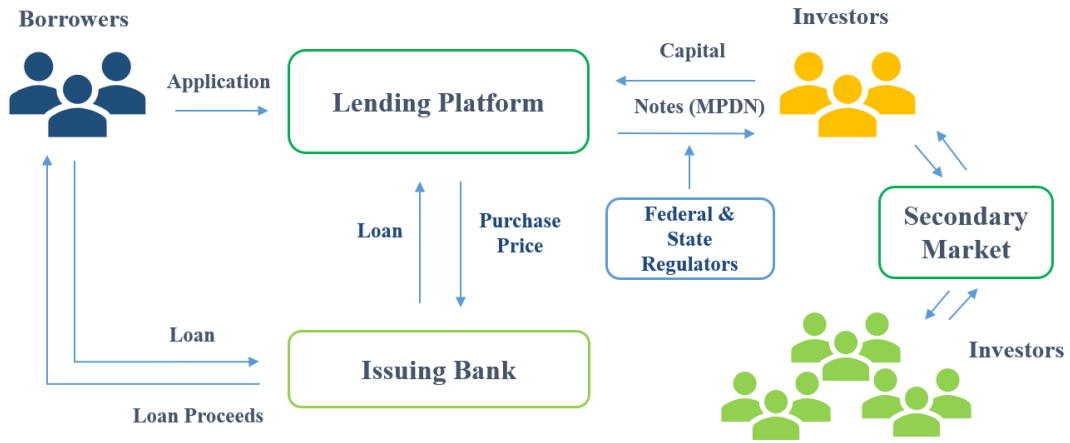 Borrowers
Investors
Application
Lending Platform
Capital
Notes (MPDN)
Loan
Purchase
Price
Federal &
State
Regulators
Secondary
Market
Loan
Issuing Bank
Investors
Loan Proceeds